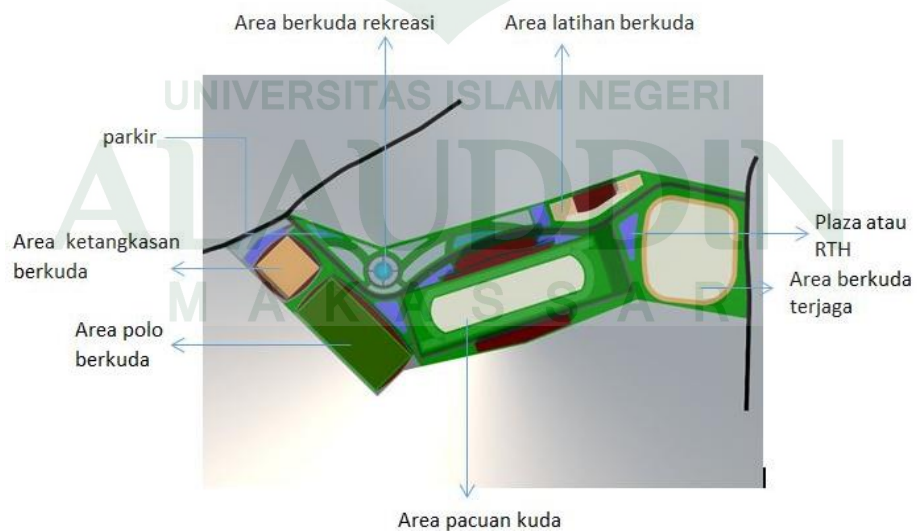 Area berkuda rekreasi
Area latihan berkuda
UNIVERSITAS ISLAM NEGERI
parkir
ALAUDDIN
Area ketangkasan
berkuda
Plaza atau
RTH
Area berkuda
terjaga
MAKASSAR
Area polo
berkuda
Area pacuan kuda